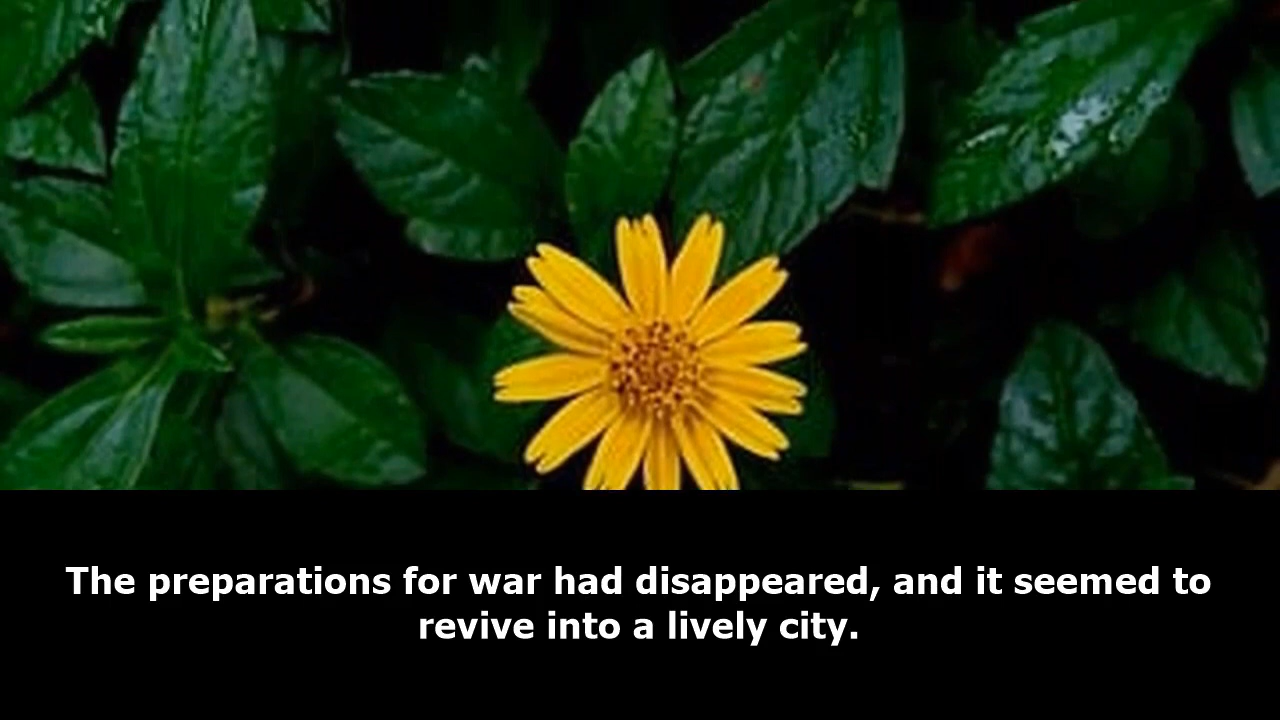 The preparations for war had disappeared, and it seemed to
revive into a lively city.